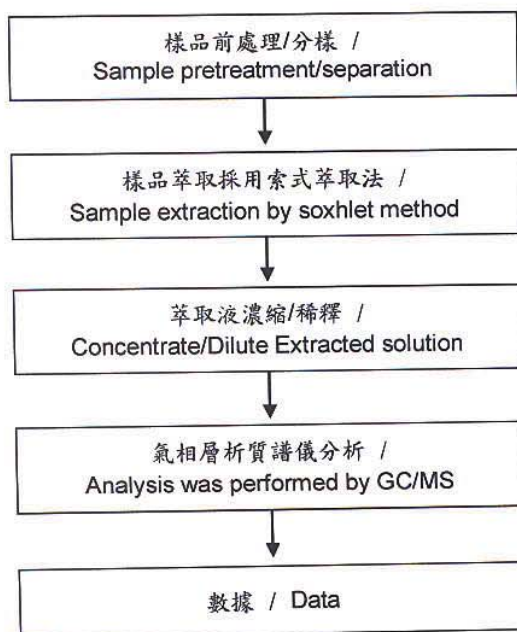 樣品前處理/分樣 /
Sample pretreatment/separation
樣品萃取採用索式萃取法 /
Sample extraction by soxhlet method
萃取液濃縮/稀釋 /
Concentrate/Dilute Extracted solution
氣相層析質譜儀分析 /
Analysis was performed by GC/MS
數據 / Data